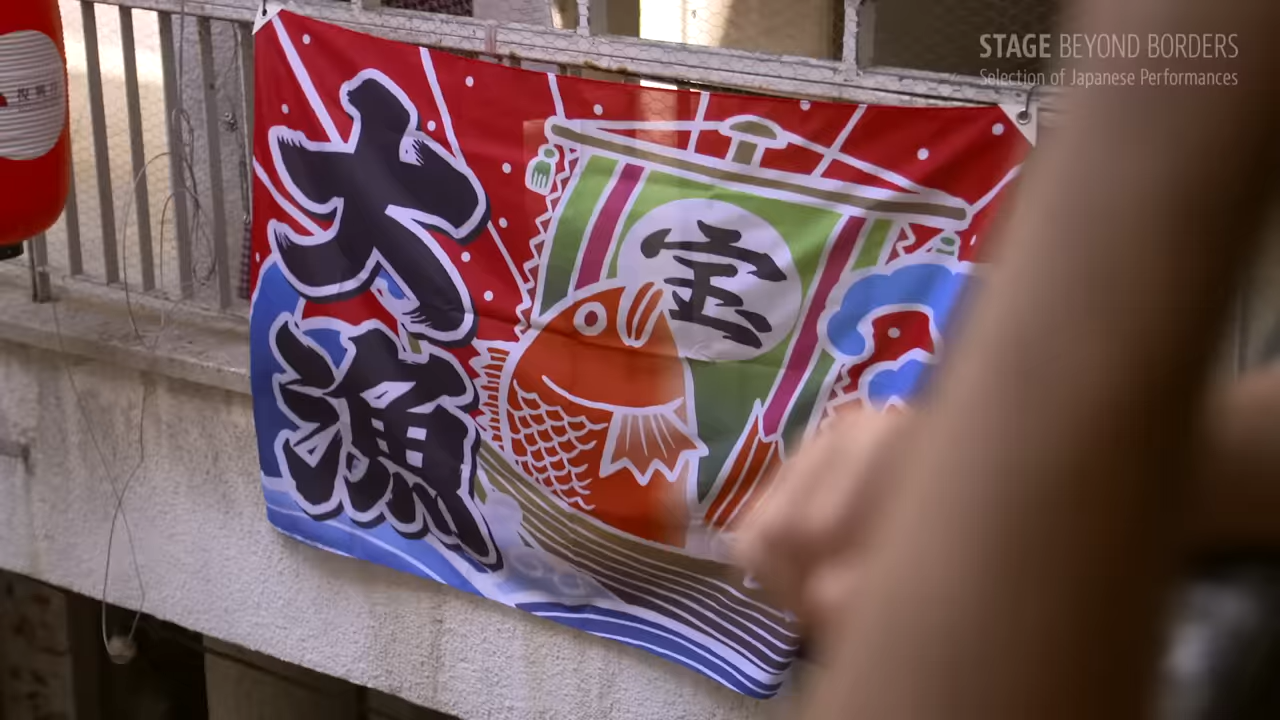 STAGE BEYOND BORDERS
Selection of Japanese Performances
大漁
宝